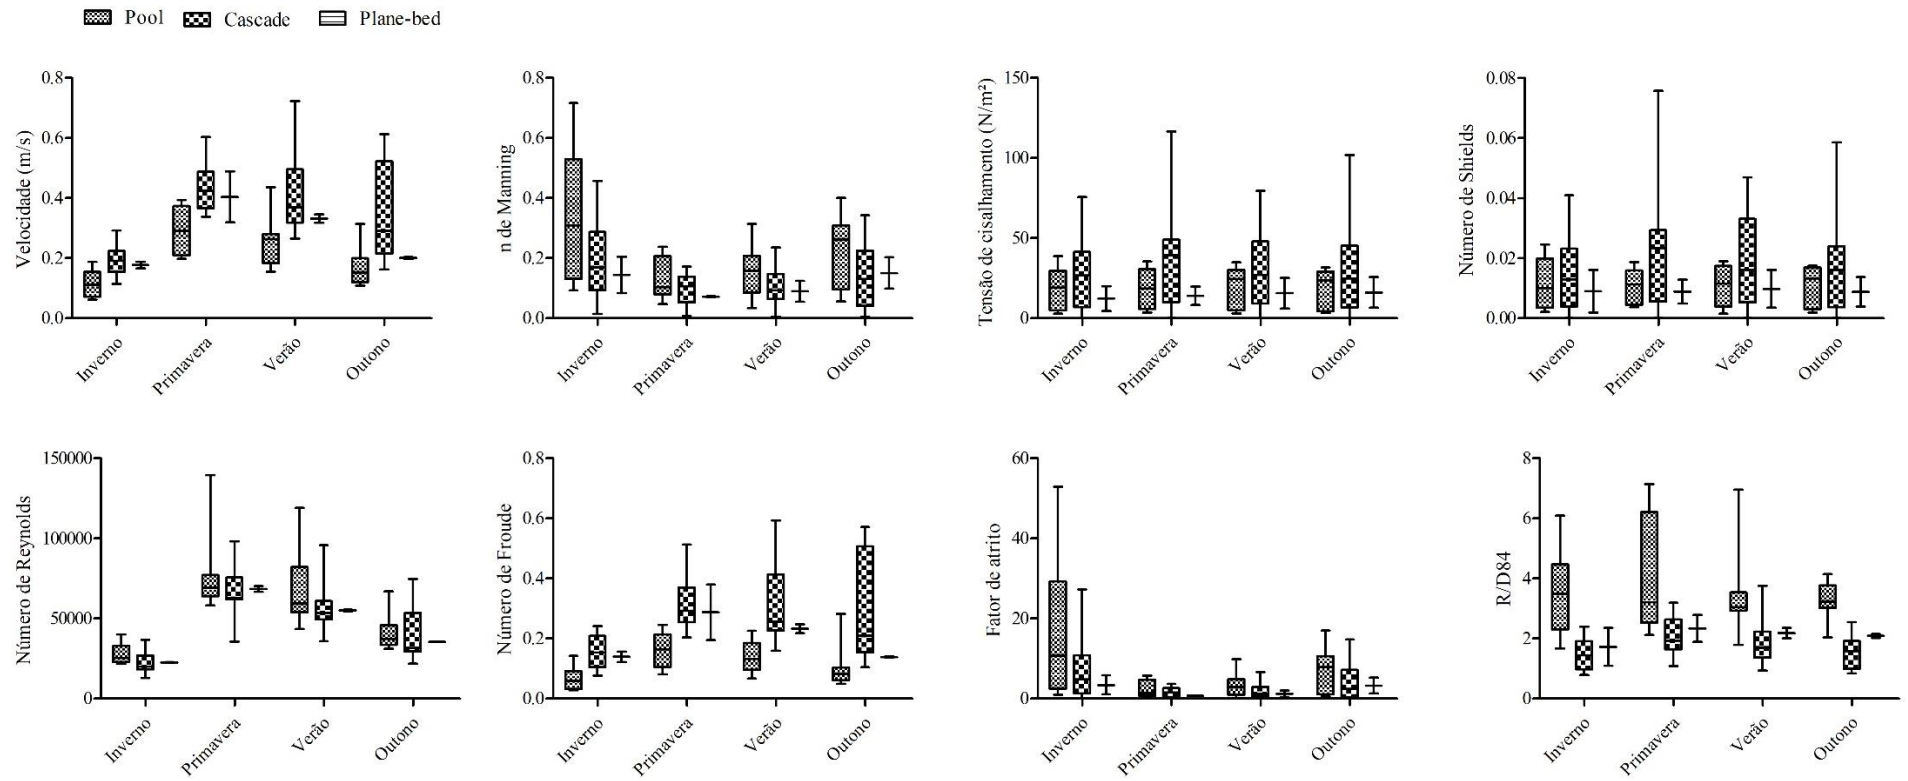 Pool Cascade Plane-bed
Velocidade (m/s)
0.8
0.6
0.4
0.2
0.0
Inverno Primavera Verão Outono
n de Manning
0.8
0.6
0.4
0.2
0.0
Inverno Primavera Verão Outono
Tensão de cisalhamento (N/m²)
150
100
50
0
Inverno Primavera Verão Outono
Número de Shields
0.08
0.06
0.04
0.02
0.00
Inverno Primavera Verão Outono
Número de Reynolds
150000
100000
50000
0
Inverno Primavera Verão Outono
Número de Froude
0.8
0.6
0.4
0.2
0.0
Inverno Primavera Verão Outono
Fator de atrito
60
40
20
0
Inverno Primavera Verão Outono
R/D84
8
6
4
2
0
Inverno Primavera Verão Outono